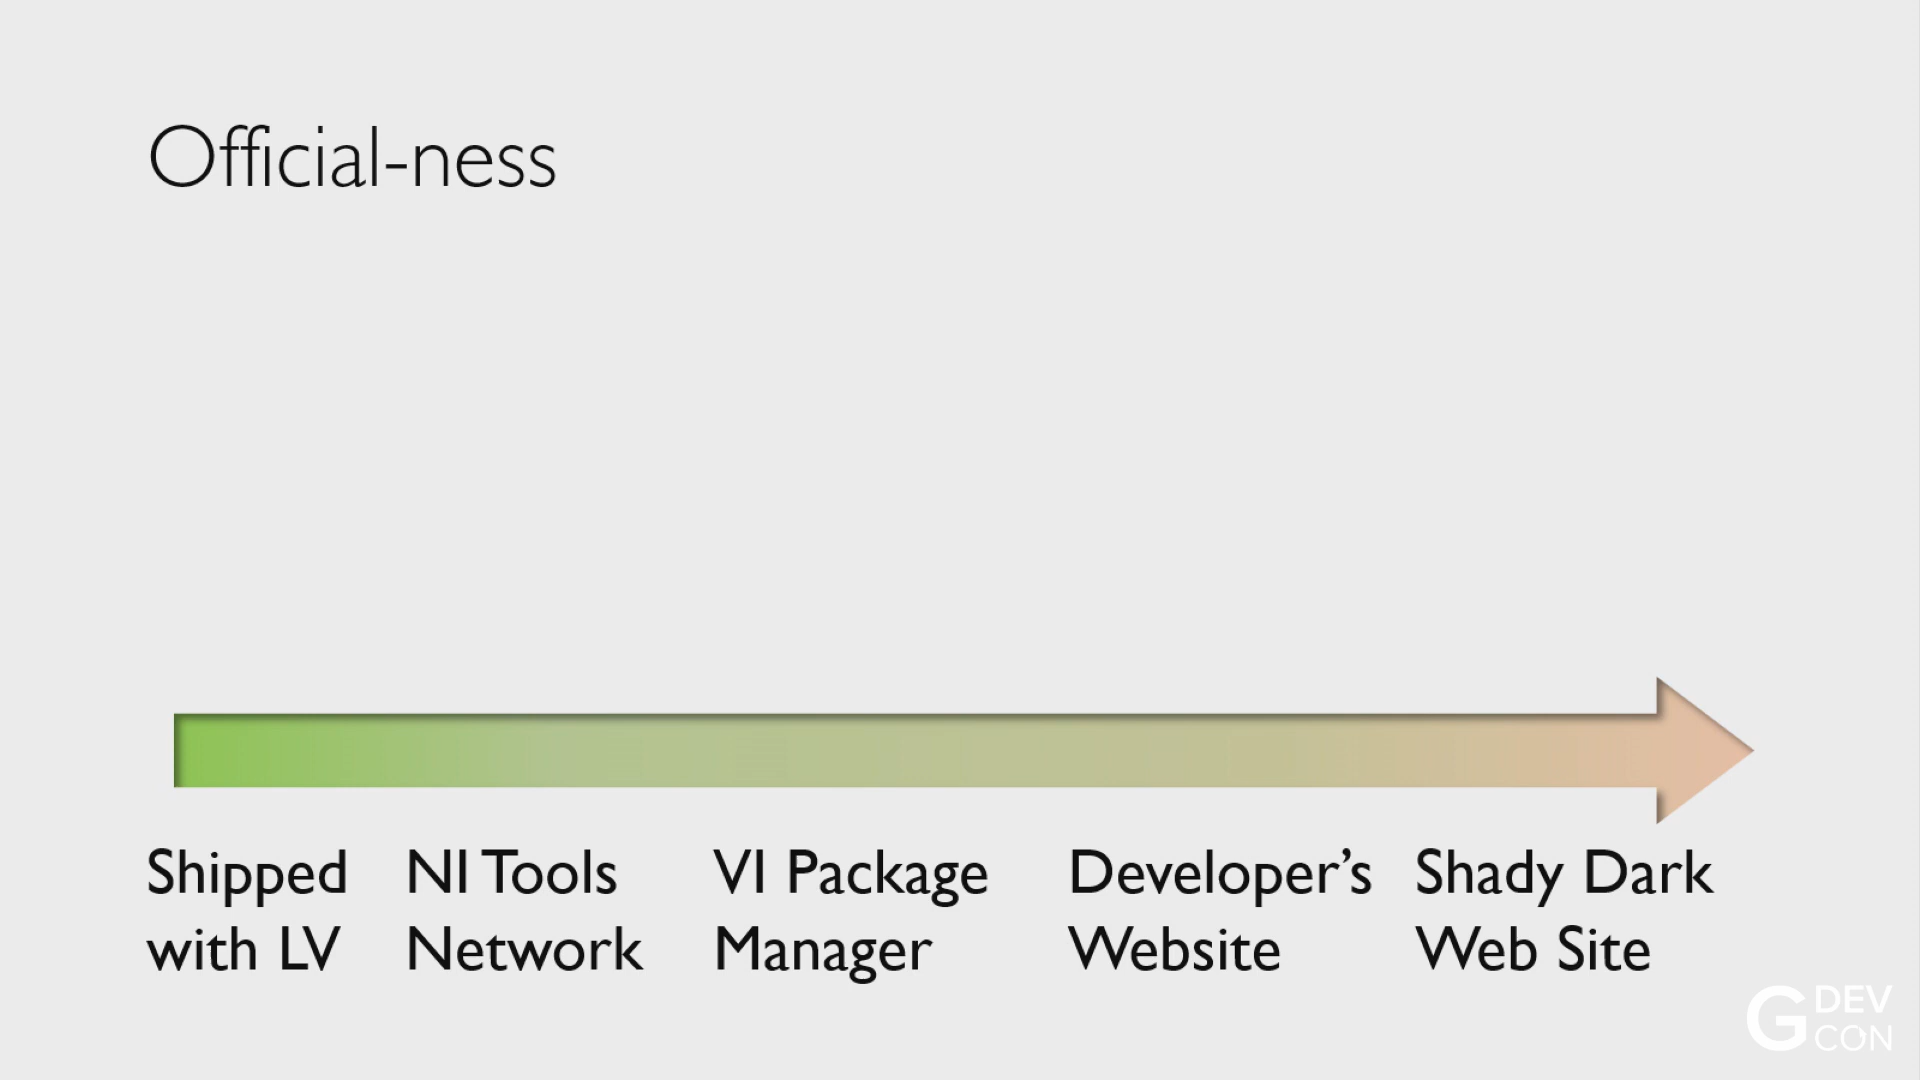 Official-ness
Shipped
with LV
NI Tools
Network
VI Package
Manager
Developer’s
Website
Shady Dark
Web Site
G DEV
CON